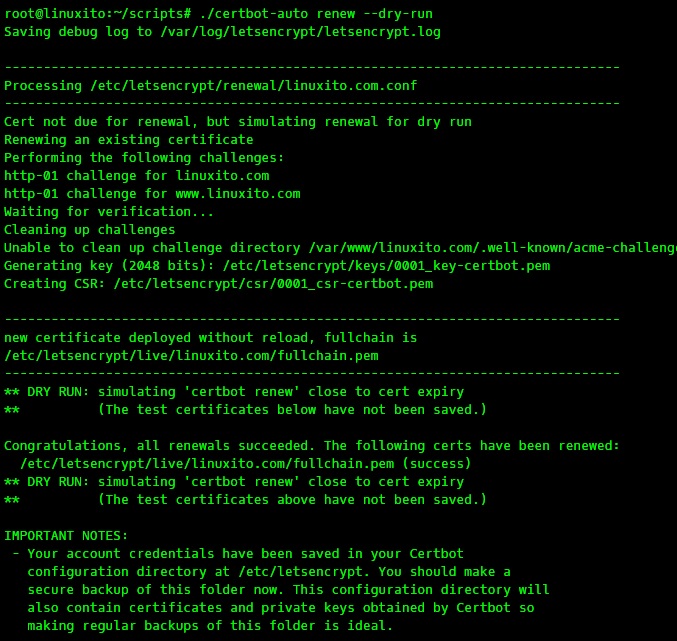 root@linuxito:~/scripts# ./certbot-auto renew --dry-run
Saving debug log to /var/log/letsencrypt/letsencrypt.log
-------------------------------------------------------------------------------
Processing /etc/letsencrypt/renewal/linuxito.com.conf
-------------------------------------------------------------------------------
Cert not due for renewal, but simulating renewal for dry run
Renewing an existing certificate
Performing the following challenges:
http-01 challenge for linuxito.com
http-01 challenge for www.linuxito.com
Waiting for verification...
Cleaning up challenges
Unable to clean up challenge directory /var/www/linuxito.com/.well-known/acme-challenge
Generating key (2048 bits): /etc/letsencrypt/keys/0001_key-certbot.pem
Creating CSR: /etc/letsencrypt/csr/0001_csr-certbot.pem
-------------------------------------------------------------------------------
new certificate deployed without reload, fullchain is
/etc/letsencrypt/live/linuxito.com/fullchain.pem
-------------------------------------------------------------------------------
** DRY RUN: simulating 'certbot renew' close to cert expiry
**          (The test certificates below have not been saved.)
Congratulations, all renewals succeeded. The following certs have been renewed:
  /etc/letsencrypt/live/linuxito.com/fullchain.pem (success)
** DRY RUN: simulating 'certbot renew' close to cert expiry
**          (The test certificates above have not been saved.)
IMPORTANT NOTES:
 - Your account credentials have been saved in your Certbot
   configuration directory at /etc/letsencrypt. You should make a
   secure backup of this folder now. This configuration directory will
   also contain certificates and private keys obtained by Certbot so
   making regular backups of this folder is ideal.